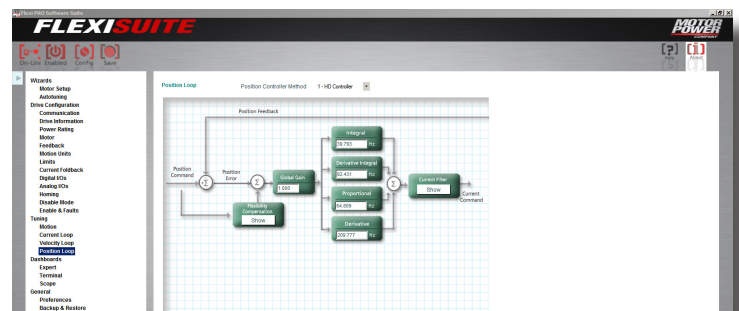 Flexi PRO Software Suite
FLEXISUITE
MOTOR
POWER
COMPANY
On-Line Enabled Config Save
Help Assist
Wizards
Motor Setup
Autotuning
Drive Configuration
Communication
Drive Information
Power Rating
Motor
Feedback
Motion Units
Limits
Current Foldback
Digital I/Os
Analog I/Os
Homing
Disable Mode
Enable & Faults
Tuning
Motion
Current Loop
Velocity Loop
Position Loop
Dashboards
Expert
Terminal
Scope
General
Preferences
Backup & Restore
Position Loop
Position Controller Method
1 - HD Controller
Position Feedback
Position
Command
Position
Error
Σ
Σ
Flexibility
Compensation
Show
Global Gain
1.000
Integral
39.793 Hz
Derivative Integral
92.431 Hz
Proportional
64.809 Hz
Derivative
209.777 Hz
Σ
Current Filter
Show
Current
Command